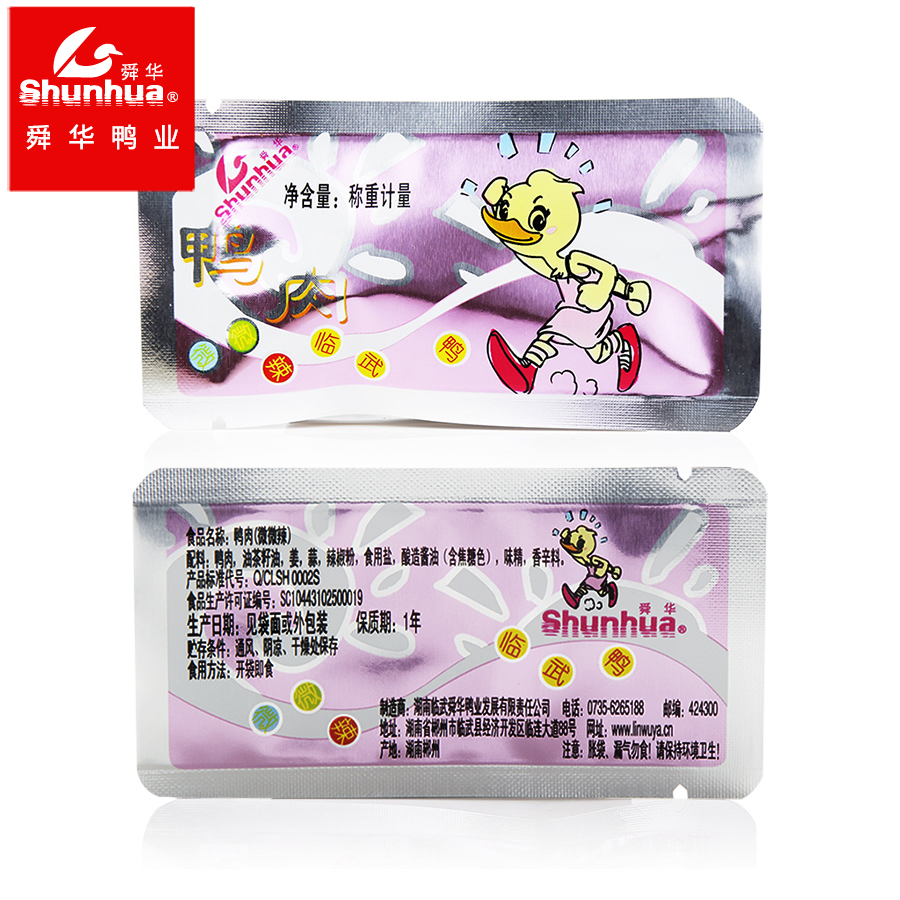 舜华
Shunhua®
舜华鸭业
舜华
Shunhua®
净含量：称重计量
鸭肉
微微辣
临武鸭
食品名称：鸭肉(微微辣)
配料：鸭肉，油茶籽油，姜，蒜，辣椒粉，食用盐，酿造酱油（含焦糖色），味精，香辛料。
产品标准代号：Q/CLSH 0002S
食品生产许可证编号：SC10443102500019
生产日期：见袋面或外包装 保质期：1年
贮存条件：通风、阴凉、干燥处保存
食用方法：开袋即食
舜华
Shunhua®
临武鸭
微微辣
制造商：湖南临武舜华鸭业发展有限责任公司 电话：0735-6265188 邮编：424300
地址：湖南省郴州市临武县经济开发区临连大道88号 网址：www.linwuya.cn
产地：湖南郴州 注意：胀袋、漏气勿食！请保持环境卫生！